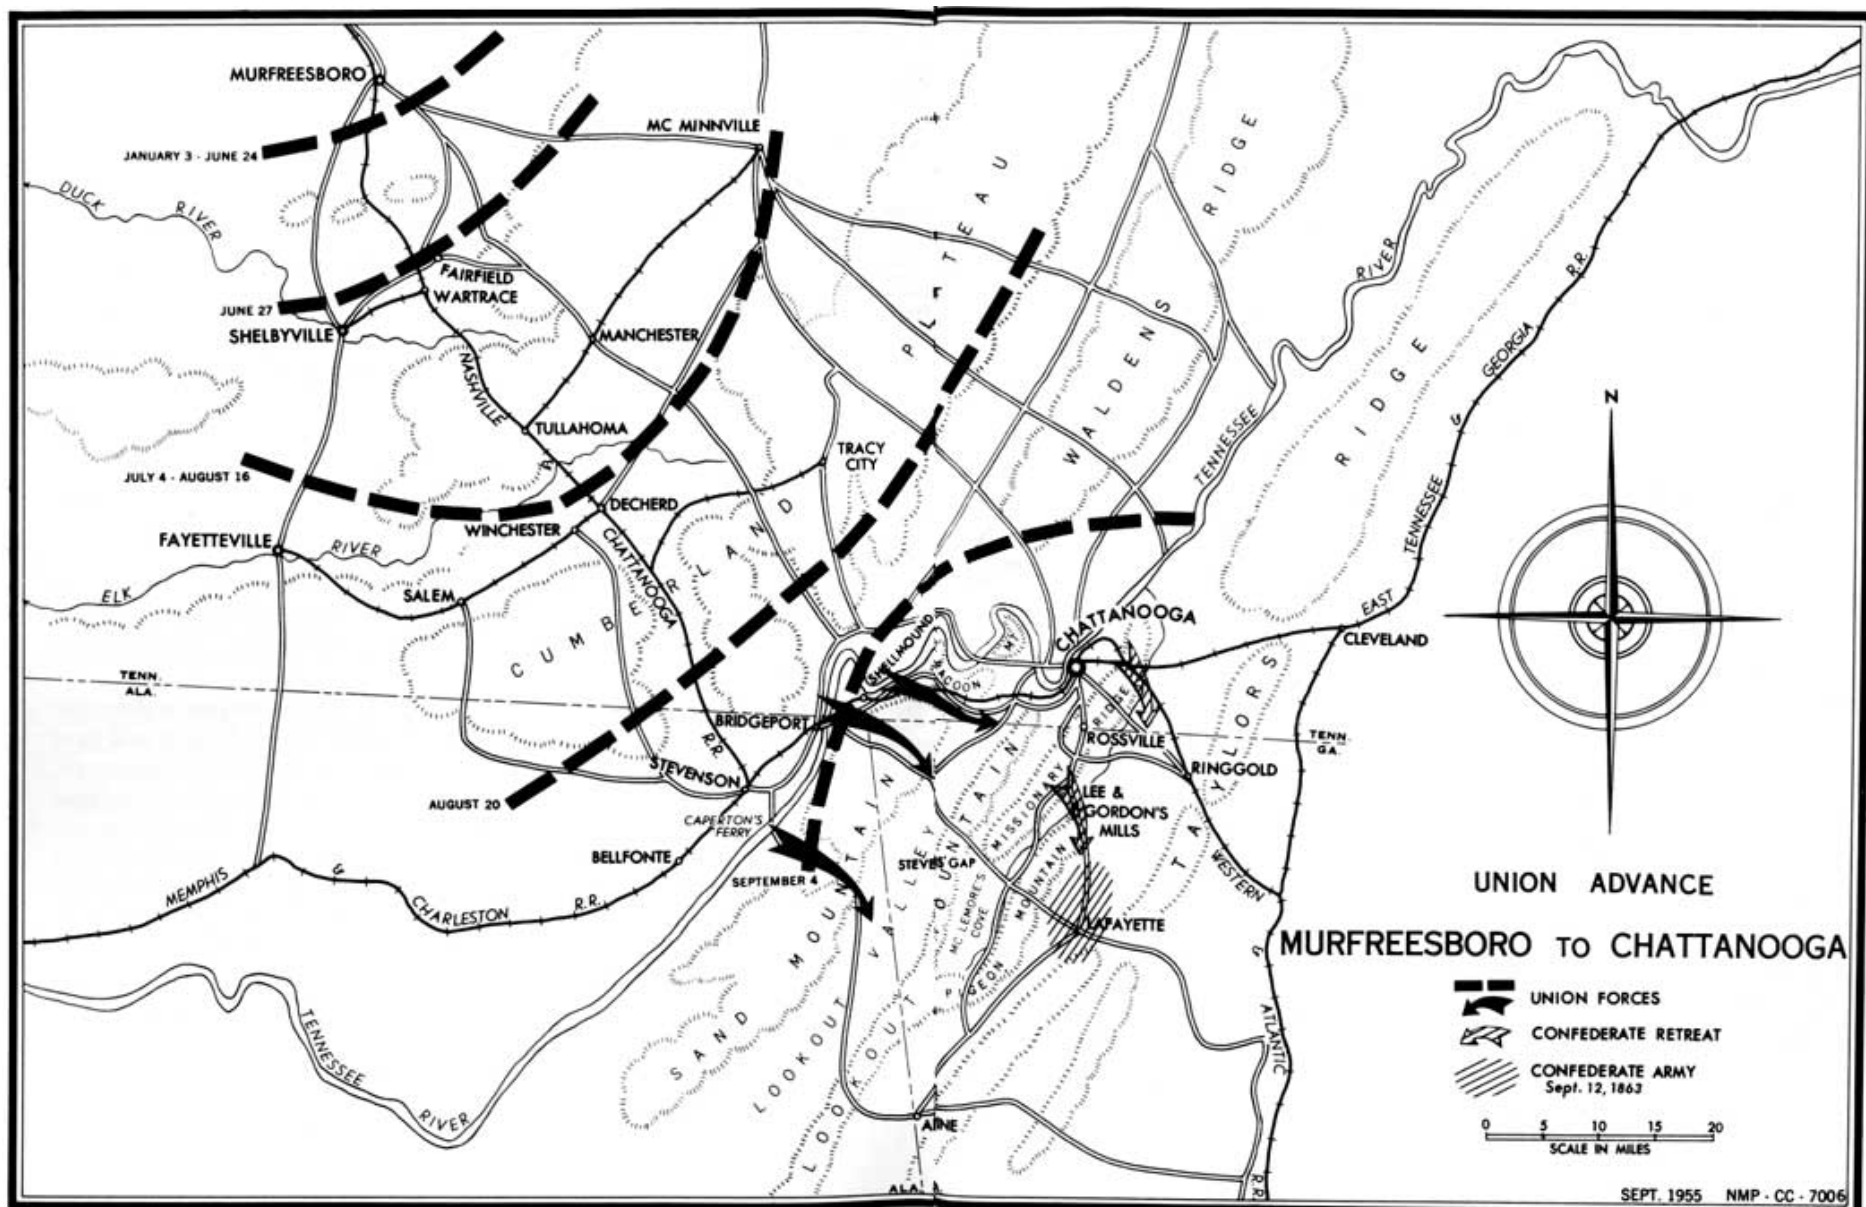 MURFREESBORO
MC MINNVILLE
JANUARY 3 - JUNE 24
DUCK RIVER
FAIRFIELD
WARTRACE
JUNE 27
SHELBYVILLE
MANCHESTER
PLATEAU
WALDENS RIDGE
TENNESSEE RIVER
RIDGE
EAST TENNESSEE & GEORGIA R.R.
N
NASHVILLE & CHATTANOOGA R.R.
TULLAHOMA
TRACY
CITY
JULY 4 - AUGUST 16
DECHERD
WINCHESTER
FAYETTEVILLE
ELK RIVER
SALEM
CUMBERLAND
SHELLMOUND
RACOON MT
CHATTANOOGA
CLEVELAND
TENN.
ALA.
BRIDGEPORT
RIDGE
ROSSVILLE
TENN.
GA.
TAYLORS
RINGGOLD
STEVENSON
AUGUST 20
CAPERTON'S
FERRY
LEE &
GORDON'S
MILLS
MISSIONARY
BELLFONTE
SEPTEMBER 4
STEVES' GAP
MC LEMORE'S
COVE
PIGEON MOUNTAIN
LAFAYETTE
WESTERN & ATLANTIC R.R.
MEMPHIS & CHARLESTON R.R.
SAND MOUNTAIN
LOOKOUT VALLEY
LOOKOUT MOUNTAIN
TENNESSEE RIVER
ALA.
UNION ADVANCE
MURFREESBORO TO CHATTANOOGA
UNION FORCES
CONFEDERATE RETREAT
CONFEDERATE ARMY
Sept. 12, 1863
0 5 10 15 20
SCALE IN MILES
SEPT. 1955 NMP - CC - 7006